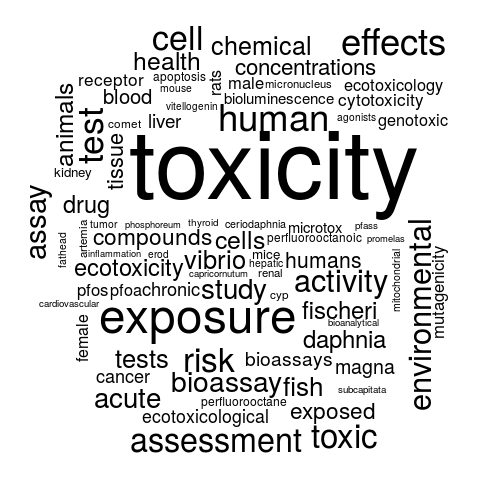 cell
effects
chemical
health
concentrations
receptor
apoptosis
rats
male
micronucleus
ecotoxicology
mouse
blood
bioluminescence
cytotoxicity
animals
test
vitellogenin
human
agonists
genotoxic
comet
liver
tissue
toxicity
kidney
assay
drug
tumor
phosphoreum
thyroid
ceriodaphnia
microtox
pfass
environmental
fathead
artemia
compounds
cells
perfluorooctanoic
promelas
mutagenicity
inflammation
erod
vibrio
mice
humans
mitochondrial
ecotoxicity
hepatic
capricornutum
renal
activity
pfos
pfoa
chronic
study
cyp
cardiovascular
exposure
fischeri
bioanalytical
female
daphnia
tests
risk
bioassays
magna
cancer
bioassay
fish
subcapitata
acute
perfluorooctane
ecotoxicological
exposed
assessment
toxic